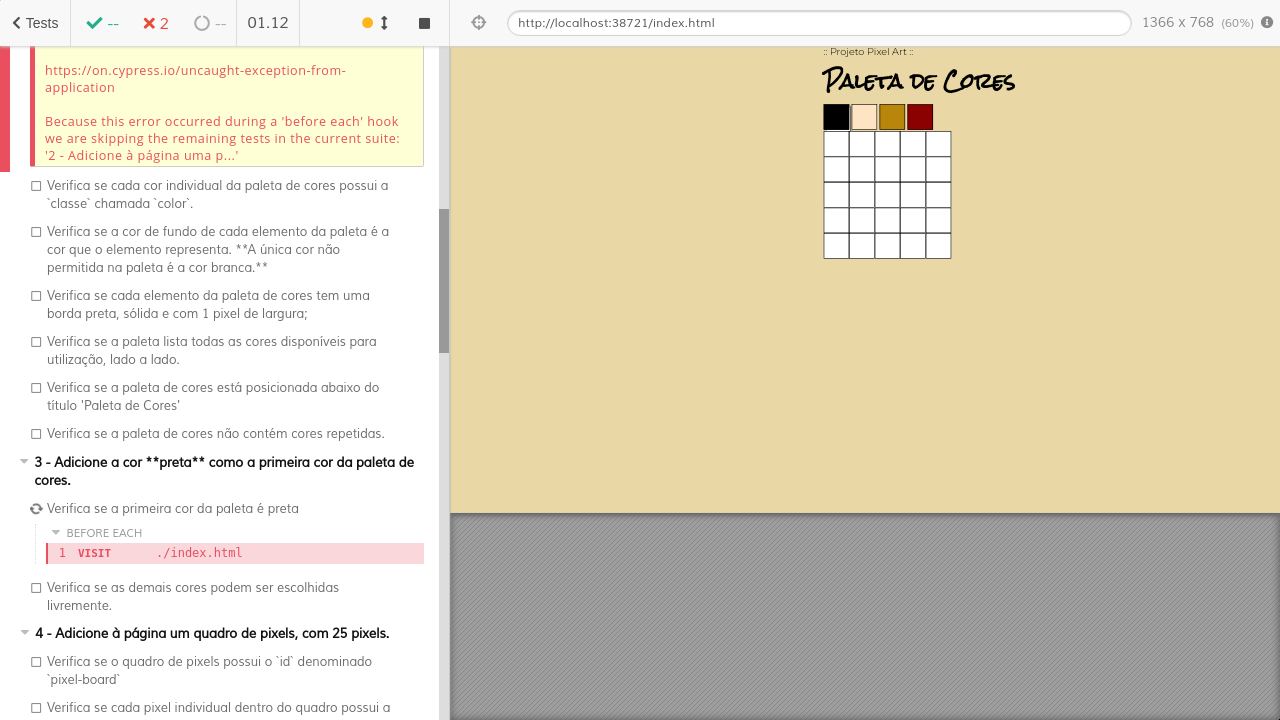 Tests
--
2
--
01.12
http://localhost:38721/index.html
1366 x 768 (60%)
https://on.cypress.io/uncaught-exception-from-
application
Because this error occurred during a 'before each' hook
we are skipping the remaining tests in the current suite:
'2 - Adicione à página uma p...'
Verifica se cada cor individual da paleta de cores possui a
`classe` chamada `color`.
Verifica se a cor de fundo de cada elemento da paleta é a
cor que o elemento representa. **A única cor não
permitida na paleta é a cor branca.**
Verifica se cada elemento da paleta de cores tem uma
borda preta, sólida e com 1 pixel de largura;
Verifica se a paleta lista todas as cores disponíveis para
utilização, lado a lado.
Verifica se a paleta de cores está posicionada abaixo do
título 'Paleta de Cores'
Verifica se a paleta de cores não contém cores repetidas.
3 - Adicione a cor **preta** como a primeira cor da paleta de
cores.
Verifica se a primeira cor da paleta é preta
BEFORE EACH
1 VISIT ./index.html
Verifica se as demais cores podem ser escolhidas
livremente.
4 - Adicione à página um quadro de pixels, com 25 pixels.
Verifica se o quadro de pixels possui o `id` denominado
`pixel-board`
Verifica se cada pixel individual dentro do quadro possui a
:: Projeto Pixel Art ::
Paleta de Cores